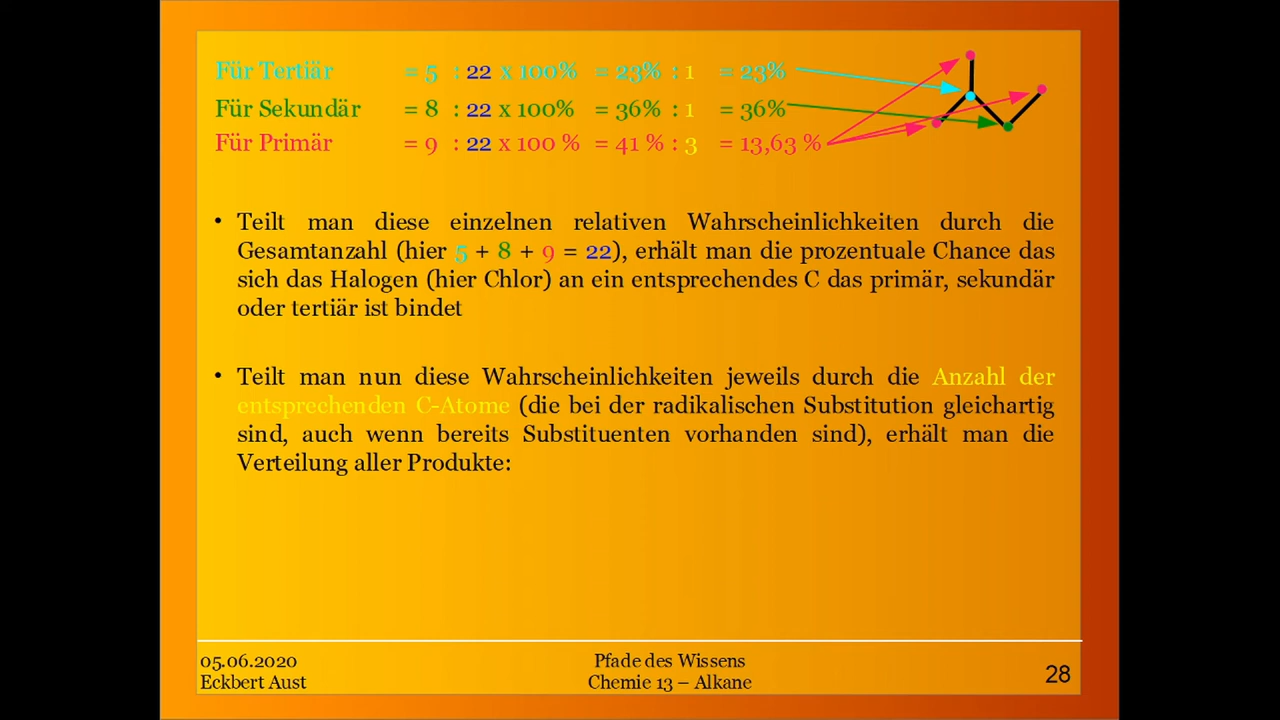 Für Tertiär = 5 : 22 x 100% = 23% : 1 = 23%
Für Sekundär = 8 : 22 x 100% = 36% : 1 = 36%
Für Primär = 9 : 22 x 100 % = 41 % : 3 = 13,63 %
• Teilt man diese einzelnen relativen Wahrscheinlichkeiten durch die
Gesamtanzahl (hier 5 + 8 + 9 = 22), erhält man die prozentuale Chance das
sich das Halogen (hier Chlor) an ein entsprechendes C das primär, sekundär
oder tertiär ist bindet
• Teilt man nun diese Wahrscheinlichkeiten jeweils durch die Anzahl der
entsprechenden C-Atome (die bei der radikalischen Substitution gleichartig
sind, auch wenn bereits Substituenten vorhanden sind), erhält man die
Verteilung aller Produkte:
05.06.2020
Eckbert Aust
Pfade des Wissens
Chemie 13 – Alkane
28